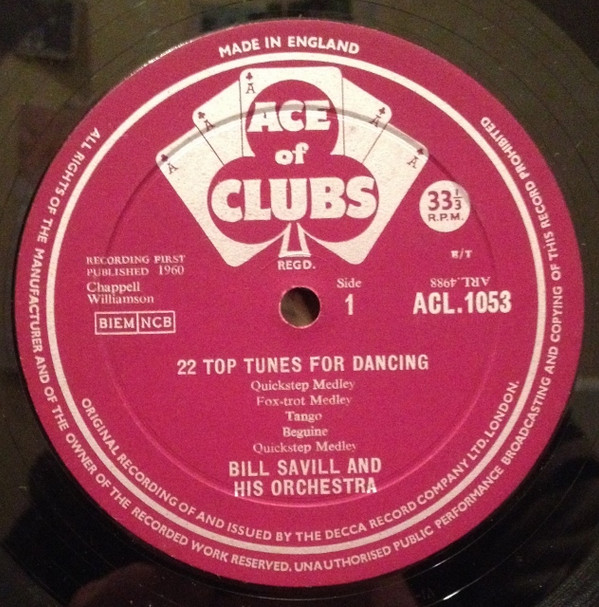 MADE IN ENGLAND
ALL RIGHTS OF THE MANUFACTURER AND OF THE OWNER OF THE RECORDED WORK RESERVED. UNAUTHORISED PUBLIC PERFORMANCE BROADCASTING AND COPYING OF THIS RECORD PROHIBITED
A A A A
ACE
of
CLUBS
REGD.
33⅓
R.P.M.
E/T
RECORDING FIRST
PUBLISHED 1960
Chappell
Williamson
BIEM NCB
Side
1
ARL.4988
ACL.1053
22 TOP TUNES FOR DANCING
Quickstep Medley
Fox-trot Medley
Tango
Beguine
Quickstep Medley
BILL SAVILL AND
HIS ORCHESTRA
ORIGINAL RECORDING OF AND ISSUED BY THE DECCA RECORD COMPANY LTD. LONDON.